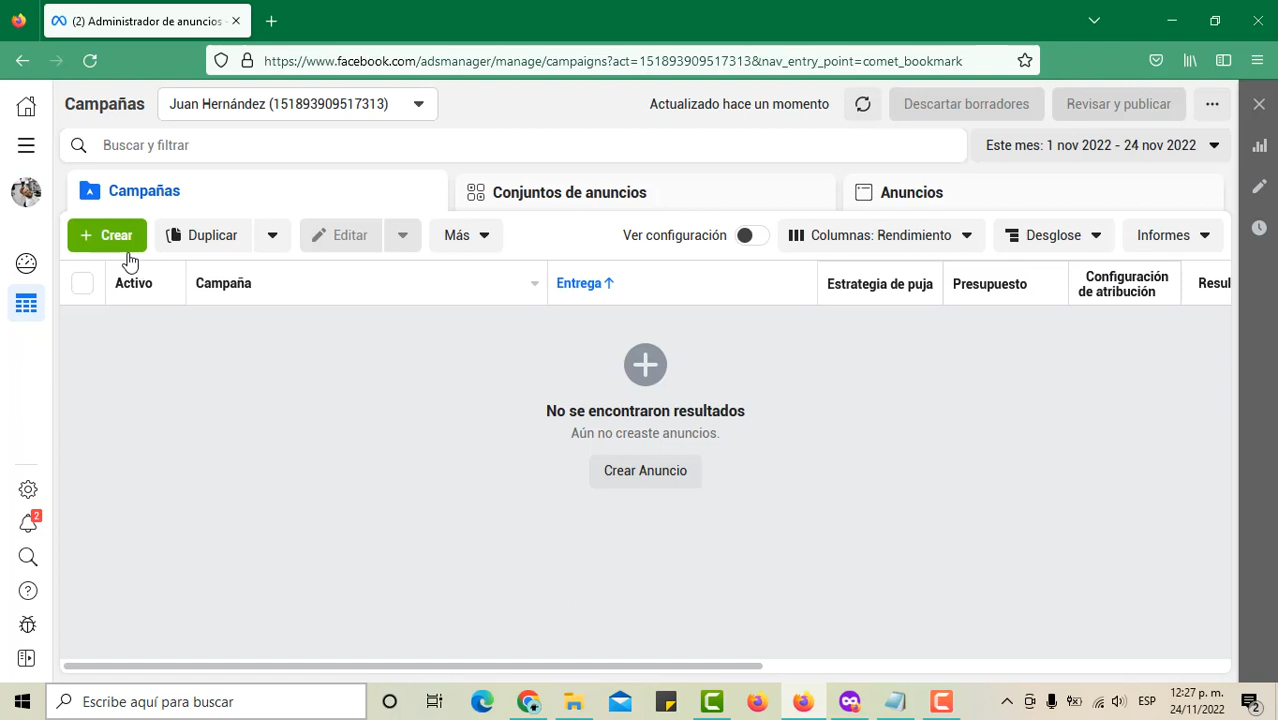 (2) Administrador de anuncios -
https://www.facebook.com/adsmanager/manage/campaigns?act=151893909517313&nav_entry_point=comet_bookmark
Campañas
Juan Hernández (151893909517313)
Actualizado hace un momento
Descartar borradores
Revisar y publicar
Buscar y filtrar
Este mes: 1 nov 2022 - 24 nov 2022
Campañas
Conjuntos de anuncios
Anuncios
+ Crear
Duplicar
Editar
Más
Ver configuración
Columnas: Rendimiento
Desglose
Informes
Activo
Campaña
Entrega↑
Estrategia de puja
Presupuesto
Configuración
de atribución
Resul
No se encontraron resultados
Aún no creaste anuncios.
Crear Anuncio
2
Escribe aquí para buscar
ESP
12:27 p. m.
24/11/2022
2